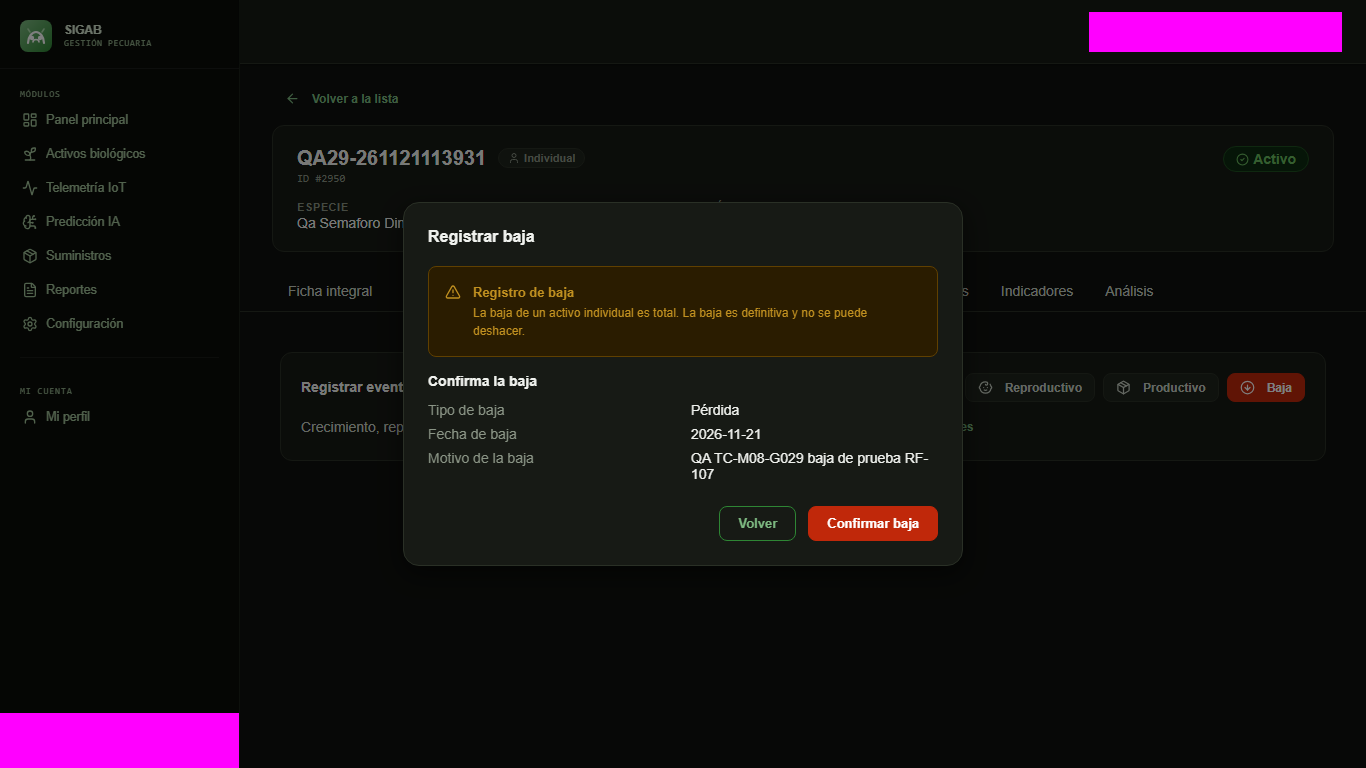 SIGAB
GESTIÓN PECUARIA
MÓDULOS
Panel principal
Activos biológicos
Telemetría IoT
Predicción IA
Suministros
Reportes
Configuración
MI CUENTA
Mi perfil
Volver a la lista
QA29-261121113931
Individual
Activo
ID #2950
ESPECIE
Qa Semaforo Din
Ficha integral
s
Indicadores
Análisis
Registrar event
Reproductivo
Productivo
Baja
Crecimiento, rep
es
Registrar baja
Registro de baja
La baja de un activo individual es total. La baja es definitiva y no se puede
deshacer.
Confirma la baja
Tipo de baja
Pérdida
Fecha de baja
2026-11-21
Motivo de la baja
QA TC-M08-G029 baja de prueba RF-
107
Volver
Confirmar baja